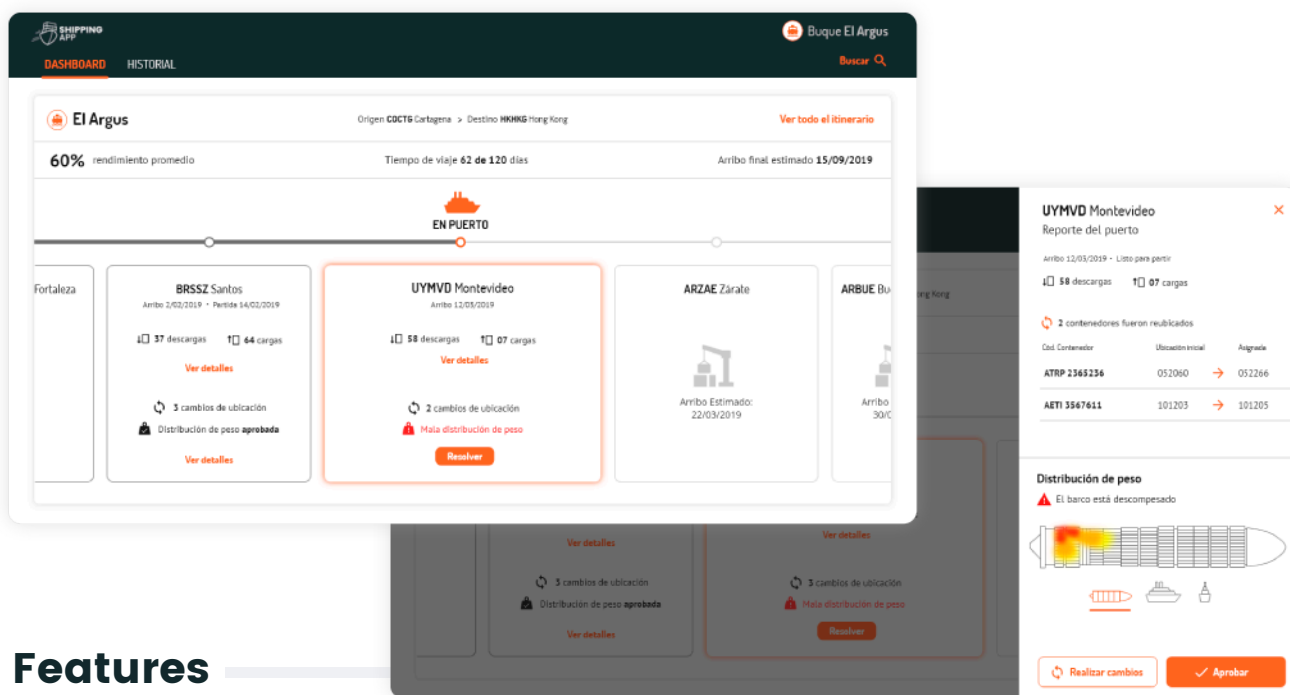 SHIPPING
APP
Buque El Argus
DASHBOARD HISTORIAL
Buscar
El Argus
Origen COCTG Cartagena > Destino HKHKG Hong Kong
Ver todo el itinerario
60% rendimiento promedio
Tiempo de viaje 62 de 120 días
Arribo final estimado 15/09/2019
EN PUERTO
Fortaleza
BRSSZ Santos
Arribo 2/02/2019 • Partida 14/02/2019
37 descargas 64 cargas
Ver detalles
3 cambios de ubicación
Distribución de peso aprobada
Ver detalles
UYMVD Montevideo
Arribo 12/03/2019
58 descargas 07 cargas
Ver detalles
2 cambios de ubicación
Mala distribución de peso
Resolver
ARZAE Zárate
Arribo Estimado:
22/03/2019
ARBUE Bu
Arribo
30/0
ong Kong
Ver detalles
3 cambios de ubicación
Distribución de peso aprobada
Ver detalles
Ver detalles
3 cambios de ubicación
Mala distribución de peso
Resolver
UYMVD Montevideo
Reporte del puerto
Arribo 12/03/2019 • Listo para partir
58 descargas 07 cargas
2 contenedores fueron reubicados
Cód. Contenedor Ubicación inicial Asignada
ATRP 2365236 052060 → 052266
AETI 3567611 101203 → 101205
Distribución de peso
El barco está descompesado
Realizar cambios
Aprobar
Features